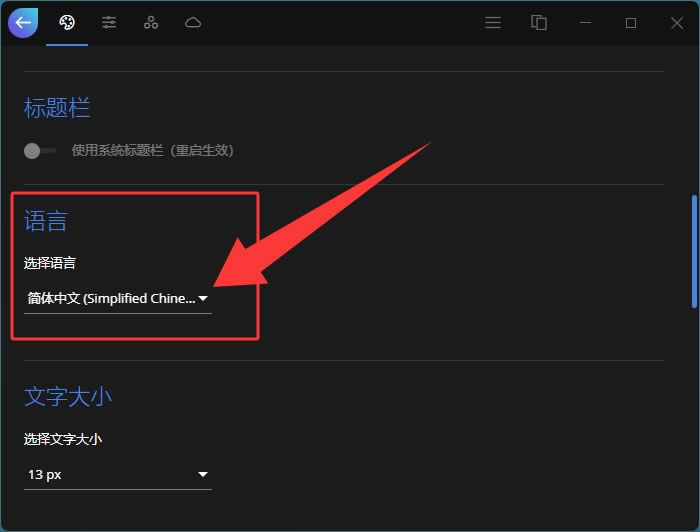 标题栏
使用系统标题栏（重启生效）
语言
选择语言
简体中文 (Simplified Chine...
文字大小
选择文字大小
13 px